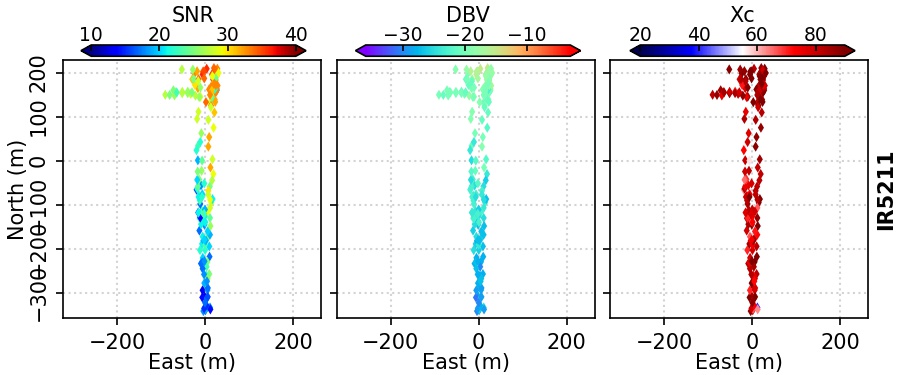 SNR DBV Xc
10 20 30 40 −30 −20 −10 20 40 60 80
200
100
0
−100
−200
−300
North (m)
IR5211
−200 0 200 −200 0 200 −200 0 200
East (m) East (m) East (m)